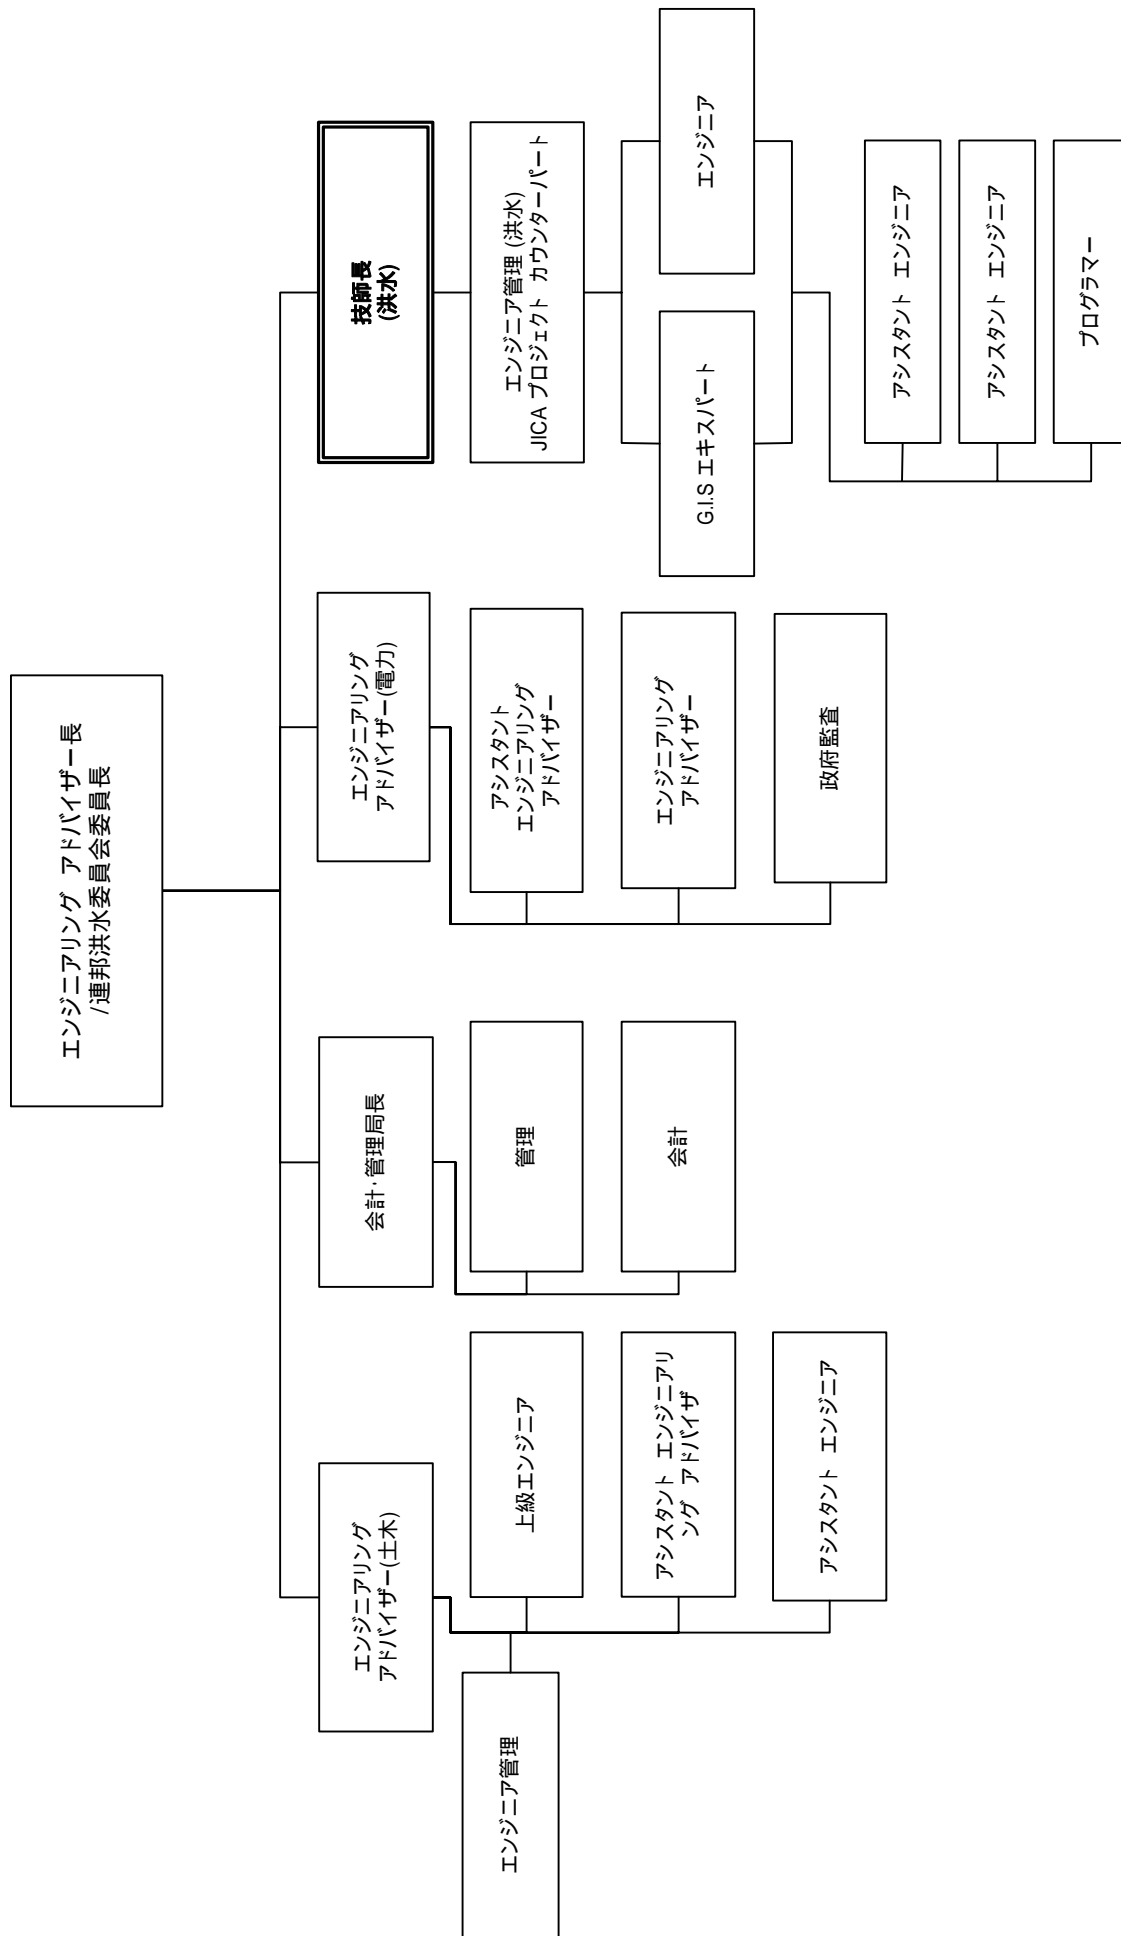 エンジニアリング アドバイザー長
/連邦洪水委員会委員長
エンジニアリング
アドバイザー(土木)
会計・管理局長
エンジニアリング
アドバイザー(電力)
技師長
(洪水)
エンジニア管理
上級エンジニア
アシスタント エンジニアリ
ング アドバイザ
アシスタント エンジニア
管理
会計
アシスタント
エンジニアリング
アドバイザー
エンジニアリング
アドバイザー
政府監査
エンジニア管理 (洪水)
JICA プロジェクト カウンターパート
G.I.S エキスパート
エンジニア
アシスタント エンジニア
アシスタント エンジニア
プログラマー